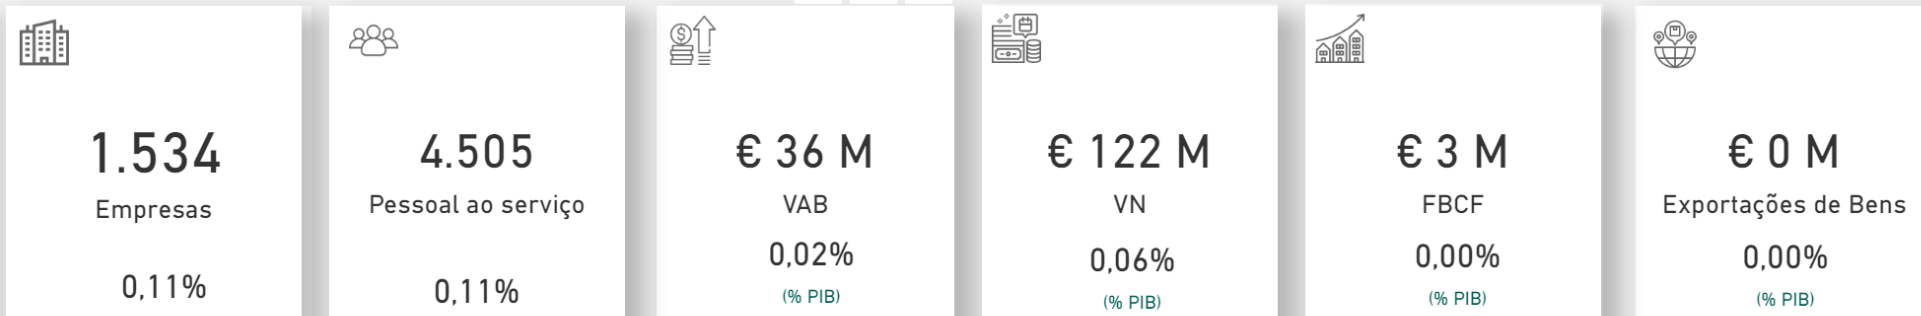 1.534
Empresas
0,11%
4.505
Pessoal ao serviço
0,11%
€ 36 M
VAB
0,02%
(% PIB)
€ 122 M
VN
0,06%
(% PIB)
€ 3 M
FBCF
0,00%
(% PIB)
€ 0 M
Exportações de Bens
0,00%
(% PIB)